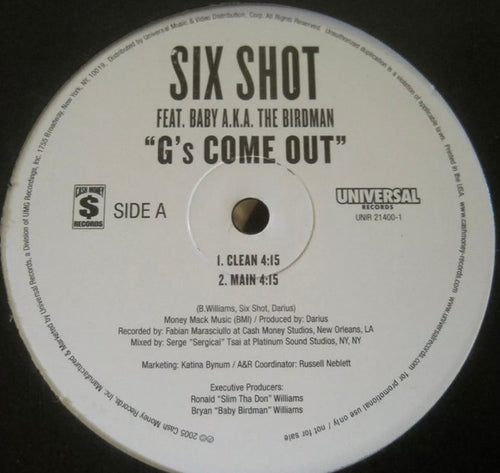 SIX SHOT
FEAT. BABY A.K.A. THE BIRDMAN
"G's COME OUT"
CASH MONEY
$
RECORDS
SIDE A
UNIVERSAL
RECORDS
UNIR 21400-1
1. CLEAN 4:15
2. MAIN 4:15
(B.Williams, Six Shot, Darius)
Money Mack Music (BMI) / Produced by: Darius
Recorded by: Fabian Marasciullo at Cash Money Studios, New Orleans, LA
Mixed by: Serge "Sergical" Tsai at Platinum Sound Studios, NY, NY
Marketing: Katina Bynum / A&R Coordinator: Russell Neblett
Executive Producers:
Ronald "Slim Tha Don" Williams
Bryan "Baby Birdman" Williams
℗© 2005 Cash Money Records, Inc. Manufactured & Marketed by Universal Records, a Division of UMG Recordings, Inc. 1755 Broadway, New York, NY, 10019. Distributed by Universal Music & Video Distribution, Corp. All Rights Reserved. Unauthorized duplication is a violation of applicable laws. Printed in the USA. www.cashmoney-records.com www.universalrecords.com
for promotional use only / not for sale